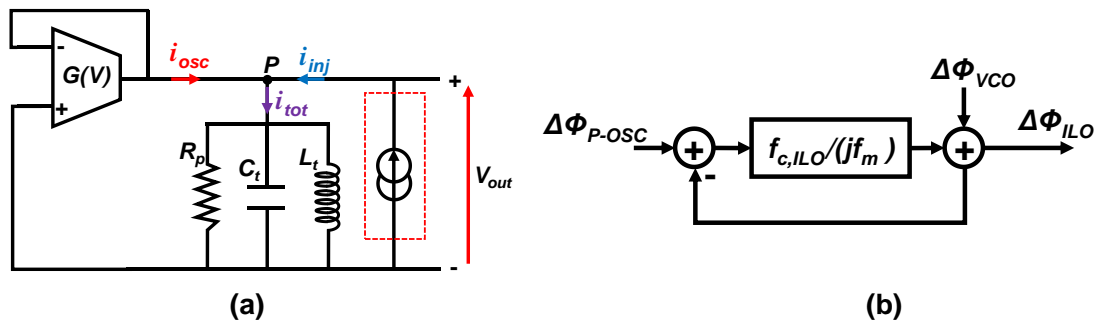 -
G(V)
+
i_osc
P
i_inj
i_tot
R_p
C_t
L_t
+
V_out
-
(a)
ΔΦ_VCO
ΔΦ_P-OSC
+
-
f_c,ILO/(jf_m )
+
ΔΦ_ILO
(b)